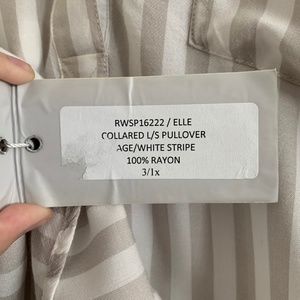 RWSP16222 / ELLE
COLLARED L/S PULLOVER
AGE/WHITE STRIPE
100% RAYON
3/1x